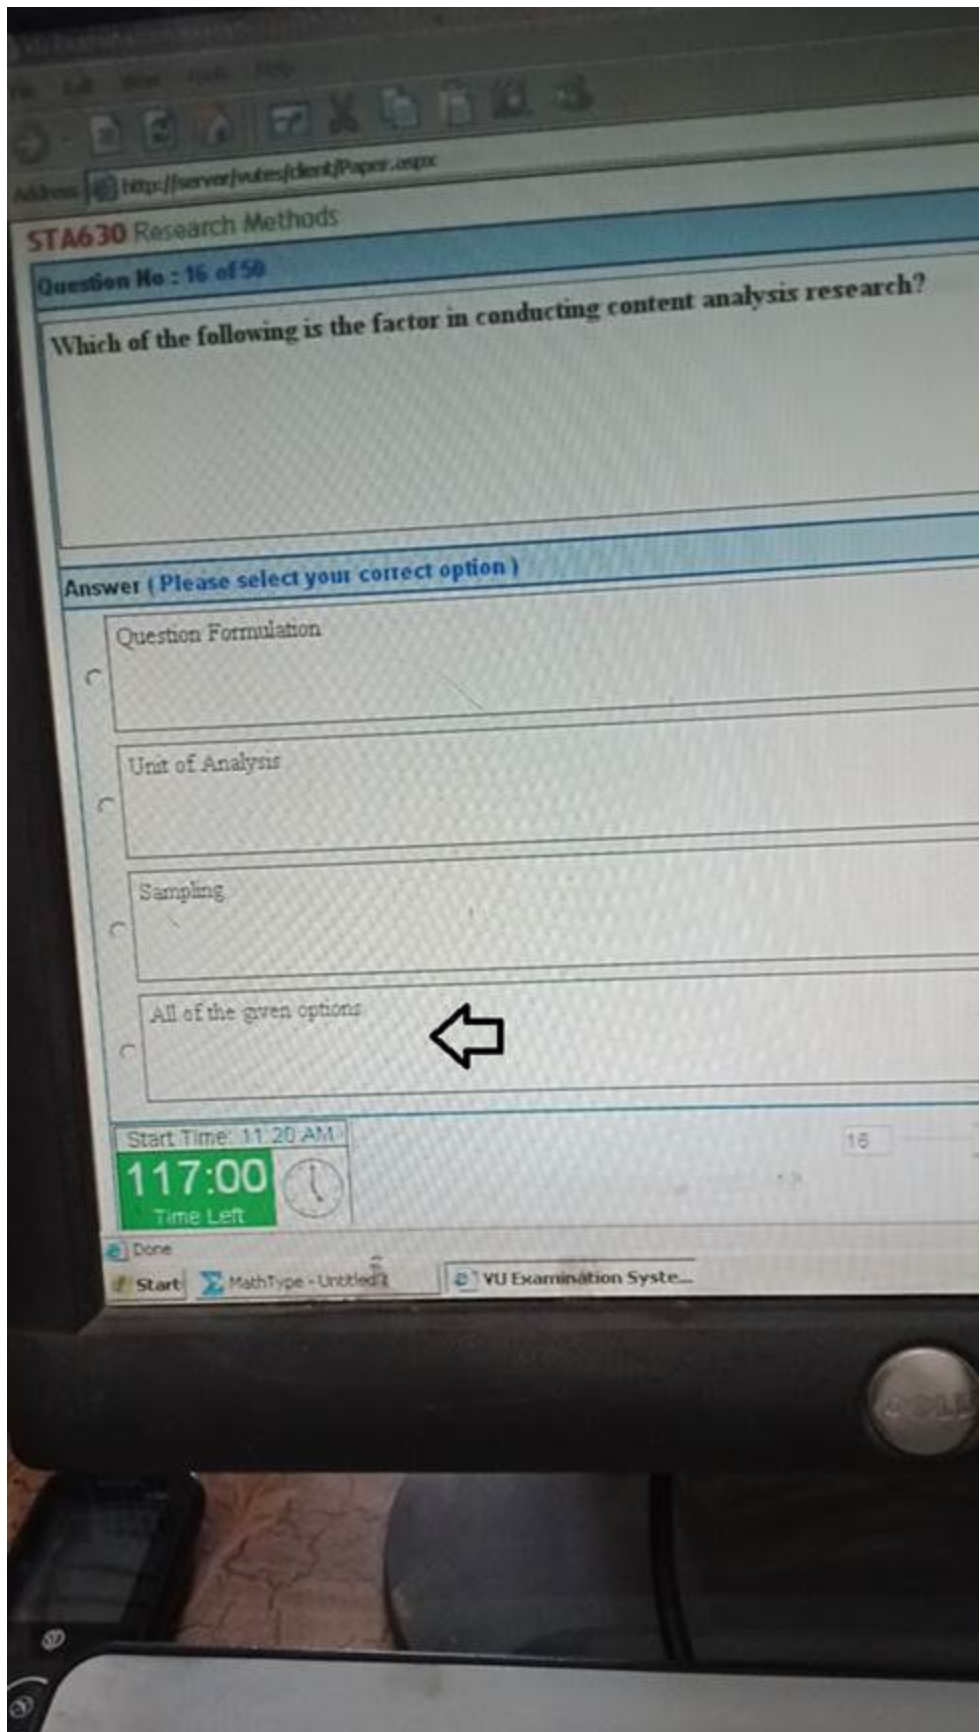 http://server/vutes/client/Paper.aspx
STA630 Research Methods
Question No : 16 of 50
Which of the following is the factor in conducting content analysis research?
Answer ( Please select your correct option )
Question Formulation
Unit of Analysis
Sampling
All of the given options
Start Time: 11:20 AM
16
117:00
Time Left
Done
Start MathType - Untitled VU Examination Syste...
DELL